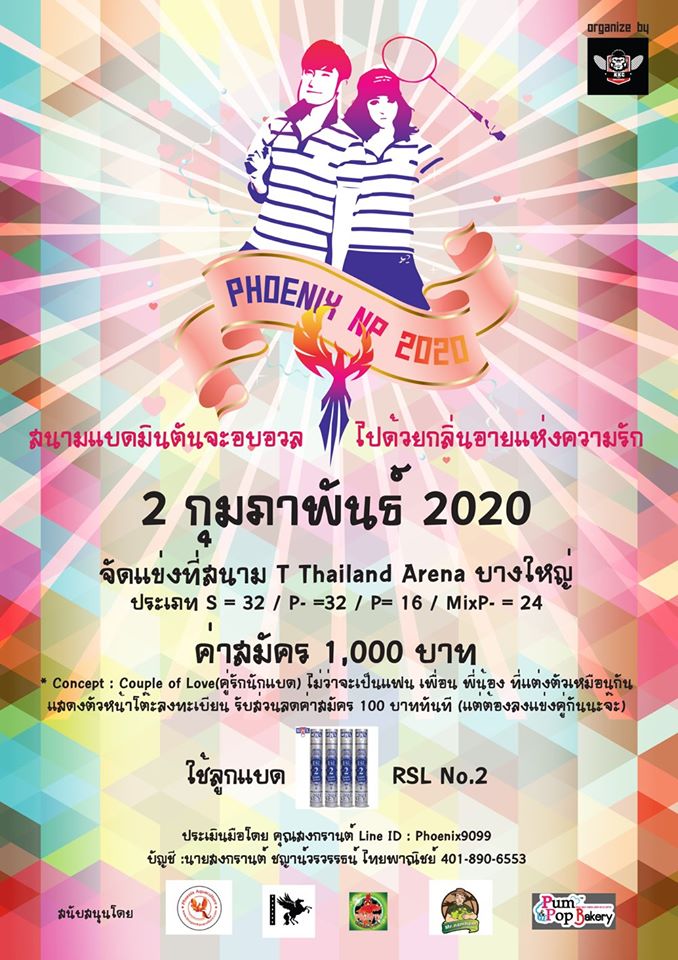 organize by
KKC
PHOENIX NP 2020
สนามแบดมินตันจะอบอวล ไปด้วยกลิ่นอายแห่งความรัก
2 กุมภาพันธ์ 2020
จัดแข่งที่สนาม T Thailand Arena บางใหญ่
ประเภท S = 32 / P- =32 / P= 16 / MixP- = 24
ค่าสมัคร 1,000 บาท
* Concept : Couple of Love(คู่รักนักแบด) ไม่ว่าจะเป็นแฟน เพื่อน พี่น้อง ที่แต่งตัวเหมือนกัน
แสดงตัวหน้าโต๊ะลงทะเบียน รับส่วนลดค่าสมัคร 100 บาททันที (แต่ต้องลงแข่งคู่กันนะจ๊ะ)
ใช้ลูกแบด RSL No.2
ประเมินมือโดย คุณสงกรานต์ Line ID : Phoenix9099
บัญชี :นายสงกรานต์ ชญาน์วรวรรธน์ ไทยพาณิชย์ 401-890-6553
สนับสนุนโดย
Pum Pop Bakery